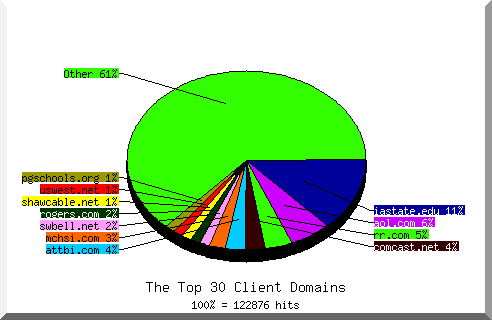 Other 61%
pgschools.org 1%
uswest.net 1%
shawcable.net 1%
rogers.com 2%
swbell.net 2%
mchsi.com 3%
attbi.com 4%
iastate.edu 11%
aol.com 6%
rr.com 5%
comcast.net 4%
The Top 30 Client Domains
100% = 122876 hits